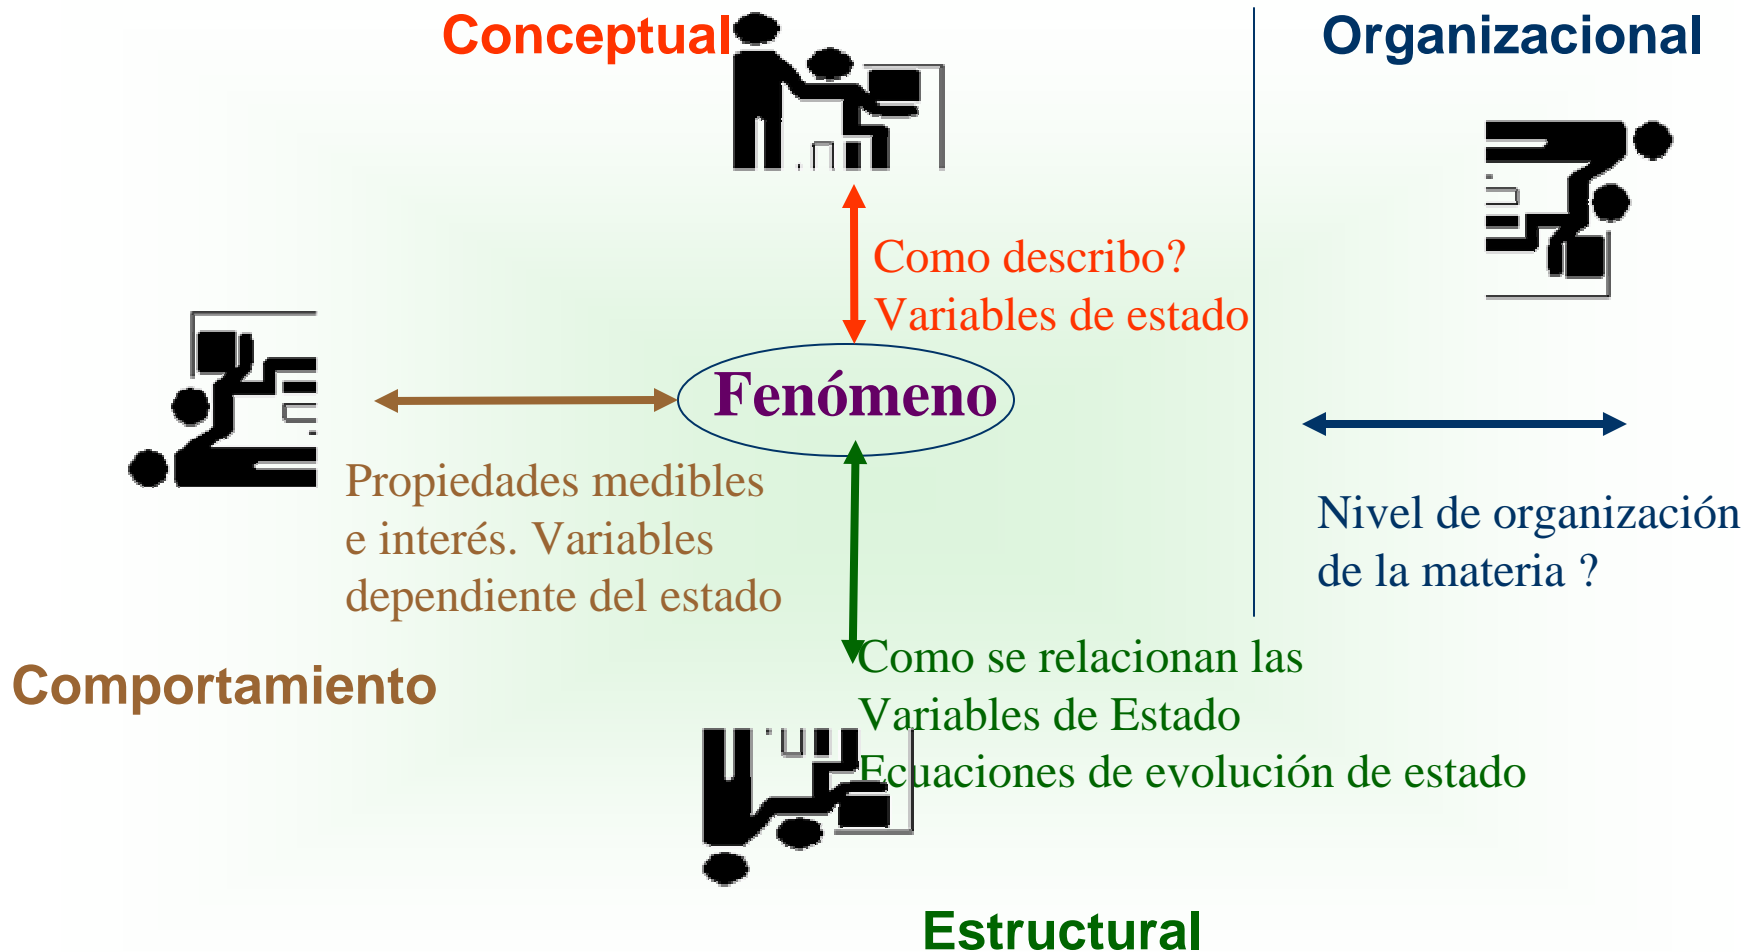 Conceptual
Organizacional
Como describo?
Variables de estado
Fenómeno
Propiedades medibles
e interés. Variables
dependiente del estado
Nivel de organización
de la materia ?
Comportamiento
Como se relacionan las
Variables de Estado
Ecuaciones de evolución de estado
Estructural